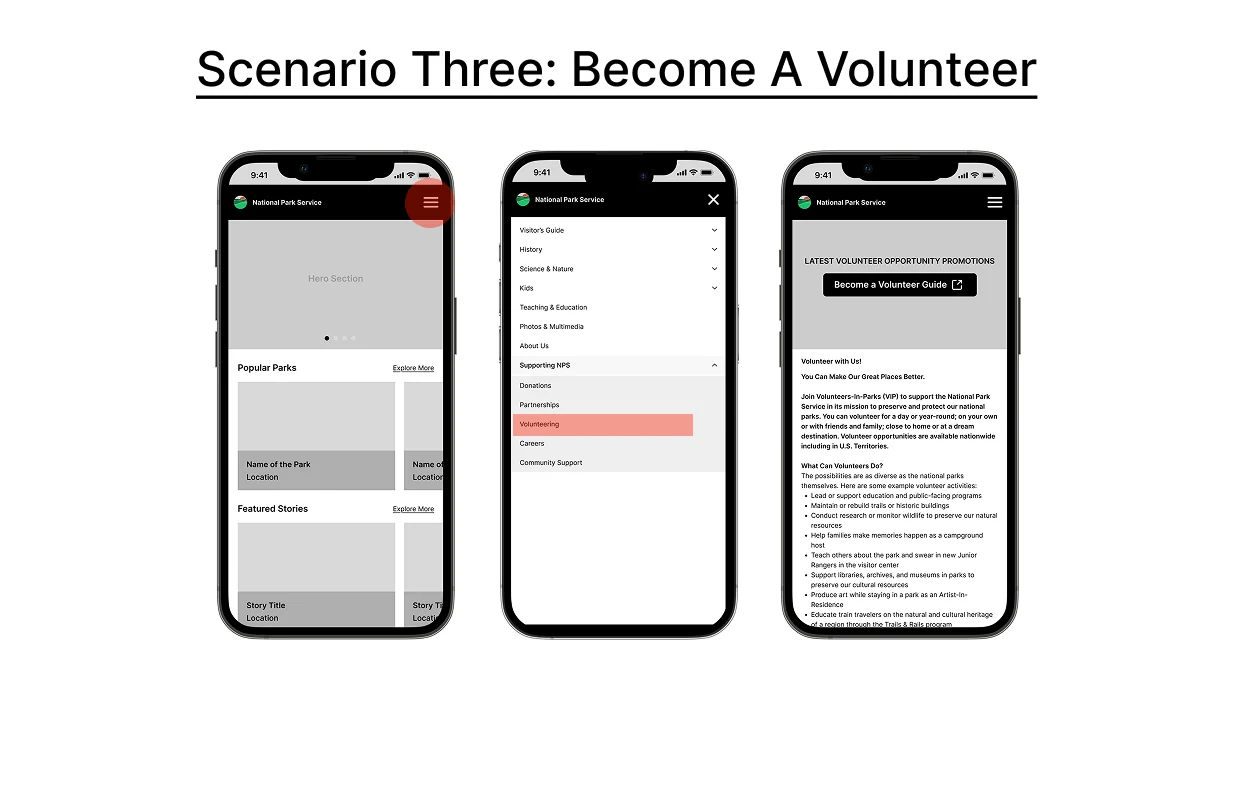 Scenario Three: Become A Volunteer
9:41
National Park Service
Hero Section
Popular Parks
Explore More
Name of the Park
Location
Name of
Location
Featured Stories
Explore More
Story Title
Location
Story Ti
Location
9:41
National Park Service
Visitor's Guide
History
Science & Nature
Kids
Teaching & Education
Photos & Multimedia
About Us
Supporting NPS
Donations
Partnerships
Volunteering
Careers
Community Support
9:41
National Park Service
LATEST VOLUNTEER OPPORTUNITY PROMOTIONS
Become a Volunteer Guide
Volunteer with Us!
You Can Make Our Great Places Better.
Join Volunteers-In-Parks (VIP) to support the National Park
Service in its mission to preserve and protect our national
parks. You can volunteer for a day or year-round; on your own
or with friends and family; close to home or at a dream
destination. Volunteer opportunities are available nationwide
including in U.S. Territories.
What Can Volunteers Do?
The possibilities are as diverse as the national parks
themselves. Here are some example volunteer activities:
• Lead or support education and public-facing programs
• Maintain or rebuild trails or historic buildings
• Conduct research or monitor wildlife to preserve our natural
resources
• Help families make memories happen as a campground
host
• Teach others about the park and swear in new Junior
Rangers in the visitor center
• Support libraries, archives, and museums in parks to
preserve our cultural resources
• Produce art while staying in a park as an Artist-In-
Residence
• Educate train travelers on the natural and cultural heritage
of a region through the Trails & Rails program